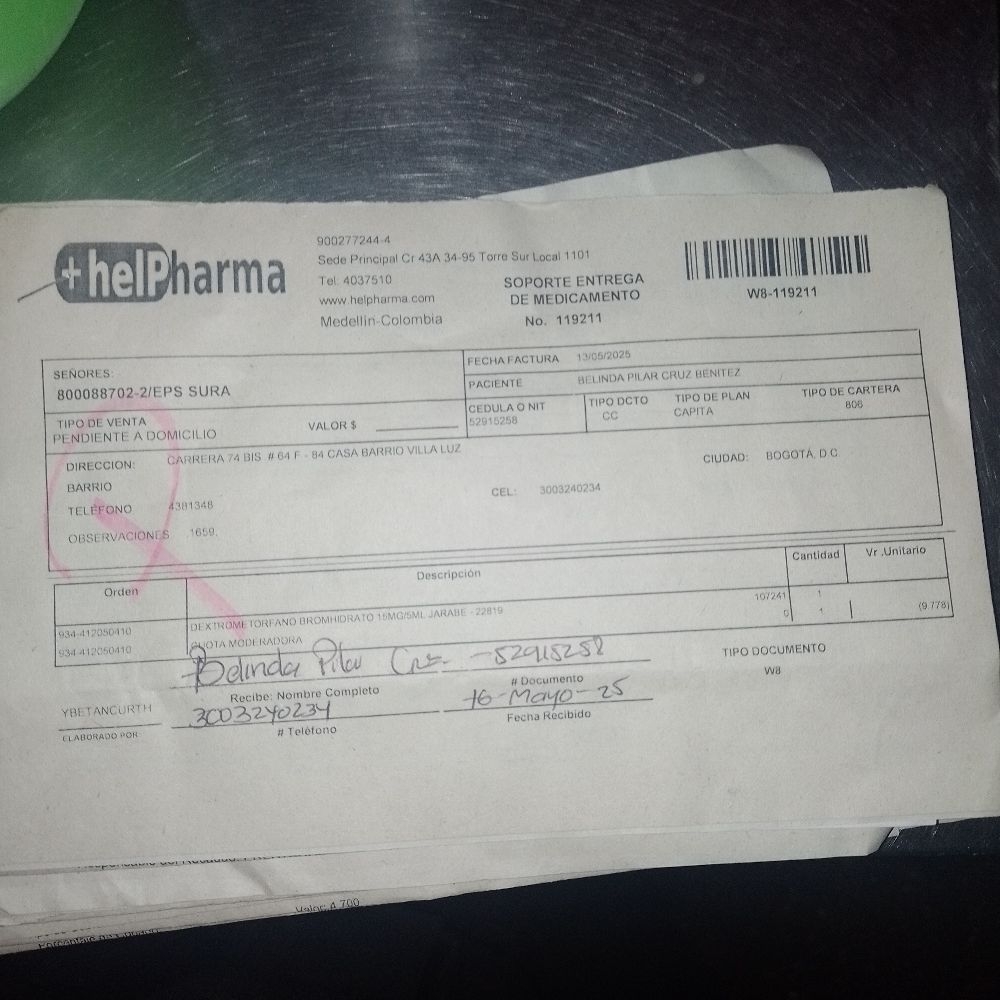 +helPharma
900277244-4
Sede Principal Cr 43A 34-95 Torre Sur Local 1101
Tel. 4037510
www.helpharma.com
Medellin-Colombia
SOPORTE ENTREGA
DE MEDICAMENTO
No. 119211
W8-119211
SEÑORES:
800088702-2/EPS SURA
FECHA FACTURA 13/05/2025
PACIENTE BELINDA PILAR CRUZ BENITEZ
TIPO DE VENTA
PENDIENTE A DOMICILIO
VALOR $
CEDULA O NIT
52915258
TIPO DCTO
CC
TIPO DE PLAN
CAPITA
TIPO DE CARTERA
806
DIRECCION: CARRERA 74 BIS # 64 F - 84 CASA BARRIO VILLA LUZ
CIUDAD: BOGOTÁ, D.C
BARRIO
CEL: 3003240234
TELÉFONO 4381348
OBSERVACIONES .1659.
Orden Descripción Cantidad Vr .Unitario
934-412050410 DEXTROMETORFANO BROMHIDRATO 15MG/5ML JARABE - 22819 107241 1
934-412050410 CUOTA MODERADORA 0 1 (9.778)
Belinda Pilar Cruz - 52915258
Recibe: Nombre Completo # Documento
TIPO DOCUMENTO
W8
YBETANCURTH 3003240234 16-Mayo-25
ELABORADO POR # Teléfono Fecha Recibido
Valor: 4.700